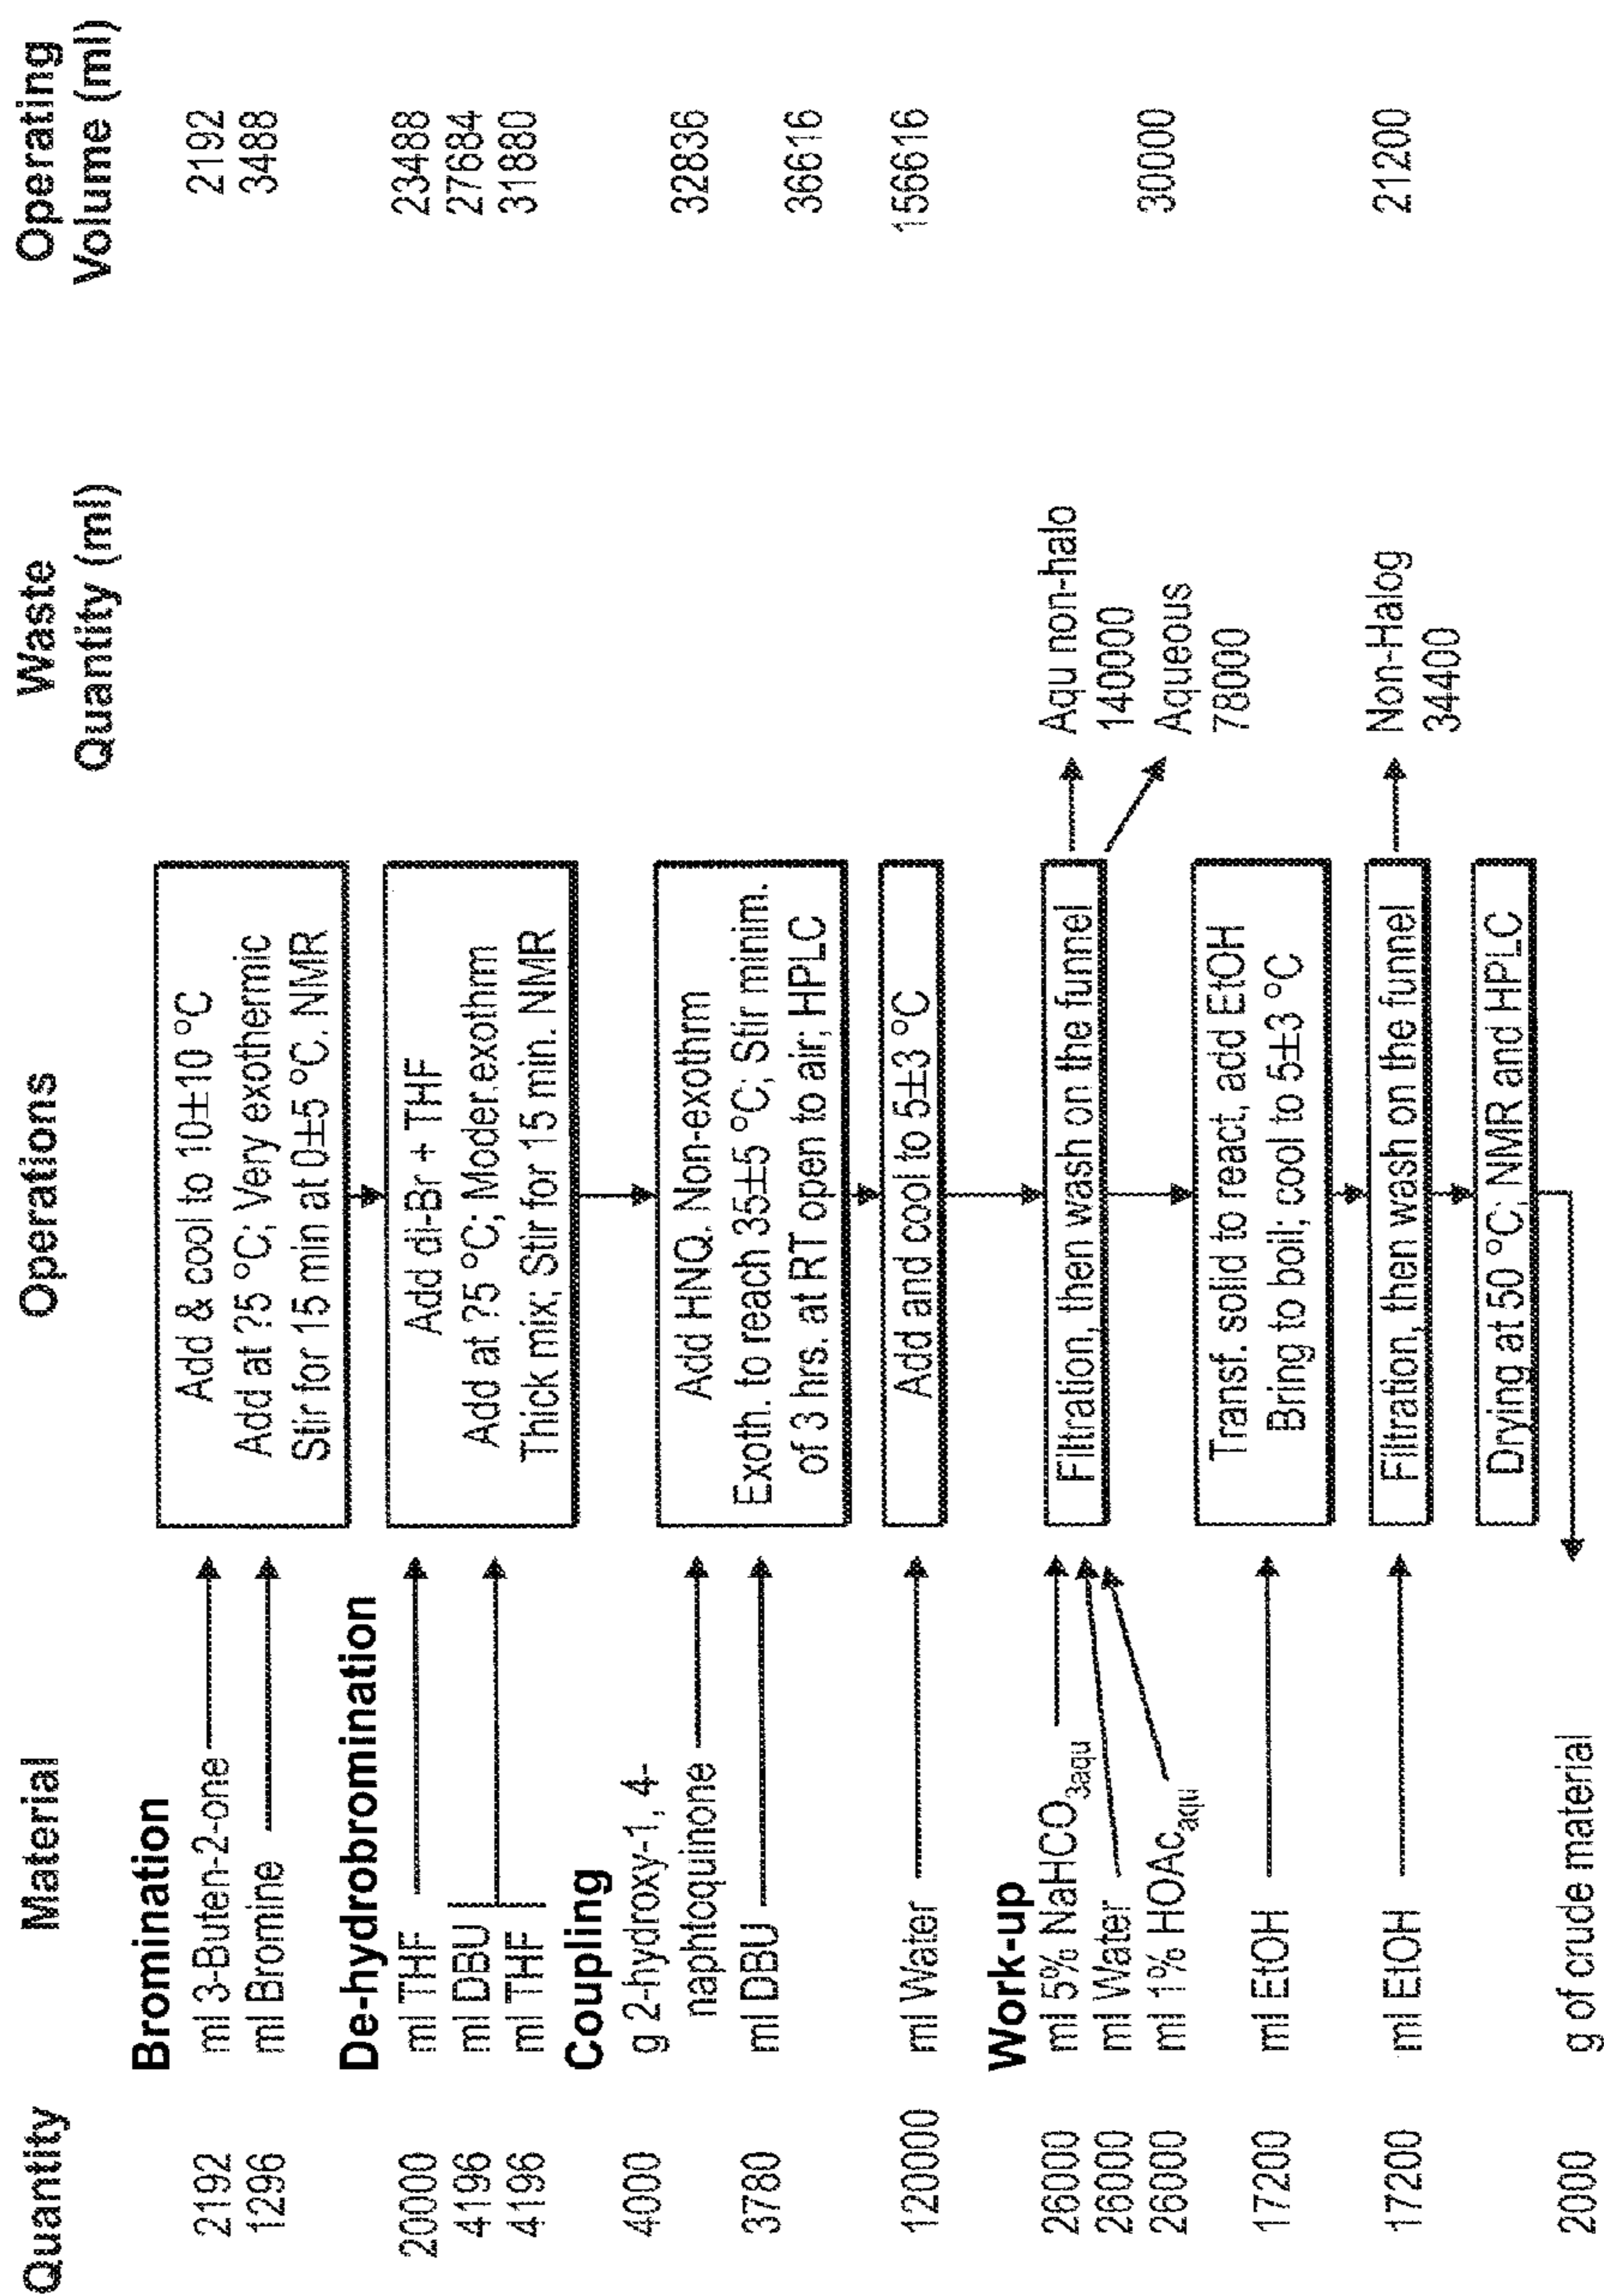 Quantity Material Operations Waste Quantity (ml) Operating Volume (ml)
Bromination
2192 ml 3-Buten-2-one Add & cool to 10±10 °C 2192
1296 ml Bromine Add at ?5 °C; Very exothermic 3488
Stir for 15 min at 0±5 °C. NMR
De-hydrobromination
20000 ml THF Add di-Br + THF 23488
4196 ml DBU Add at ?5 °C; Moder.exothrm 27684
4196 ml THF Thick mix; Stir for 15 min. NMR 31880
Coupling
4000 g 2-hydroxy-1, 4-
naphtoquinone Add HNQ. Non-exothrm 32836
3780 ml DBU Exoth. to reach 35±5 °C; Stir minim.
of 3 hrs. at RT open to air; HPLC 36616
120000 ml Water Add and cool to 5±3 °C 156616
Work-up
26000 ml 5% NaHCO3aqu Filtration, then wash on the funnel Aqu non-halo
26000 ml Water 14000
26000 ml 1% HOAcaqu Aqueous 30000
78000
17200 ml EtOH Transf. solid to react, add EtOH
Bring to boil; cool to 5±3 °C
17200 ml EtOH Filtration, then wash on the funnel Non-Halog 21200
34400
Drying at 50 °C; NMR and HPLC
2000 g of crude material